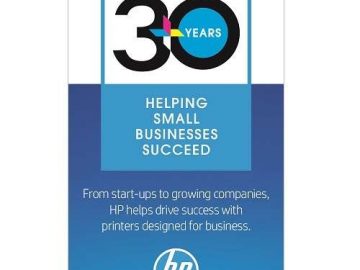 30
YEARS
HELPING
SMALL
BUSINESSES
SUCCEED
From start-ups to growing companies,
HP helps drive success with
printers designed for business.
hp